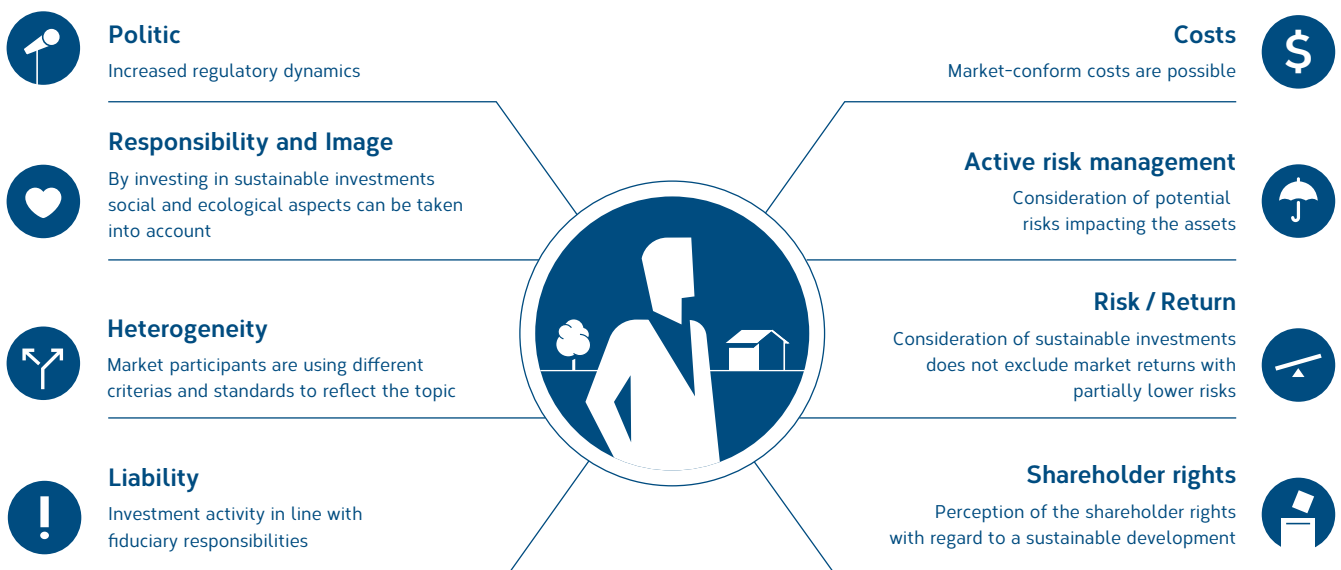 Politic
Increased regulatory dynamics
Responsibility and Image
By investing in sustainable investments
social and ecological aspects can be taken
into account
Heterogeneity
Market participants are using different
criterias and standards to reflect the topic
Liability
Investment activity in line with
fiduciary responsibilities
Costs
$
Market-conform costs are possible
Active risk management
Consideration of potential
risks impacting the assets
Risk / Return
Consideration of sustainable investments
does not exclude market returns with
partially lower risks
Shareholder rights
Perception of the shareholder rights
with regard to a sustainable development